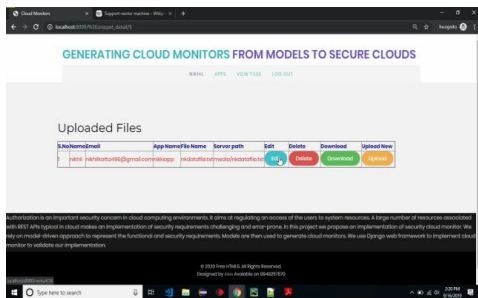 Cloud Monitors
Support vector machine - Wikip
Incognito
GENERATING CLOUD MONITORS FROM MODELS TO SECURE CLOUDS
NIKHIL APPS VIEW FILES LOG OUT
Uploaded Files
S.No Name Email App Name File Name Server path Edit Delete Download Upload New
1 nikhil Edit Delete Download Upload
Authorization is an important security concern in cloud computing environments. It aims at regulating an access of the users to system resources. A large number of resources associated
with REST APIs typical in cloud makes an implementation of security requirements challenging and error-prone. In this project we propose an implementation of security cloud monitor. We
rely on model-driven approach to represent the functional and security requirements. Models are then used to generate cloud monitors. We use Django web framework to implement cloud
monitor to validate our implementation.
© 2020 Free HTML5. All Rights Reserved.
Type here to search